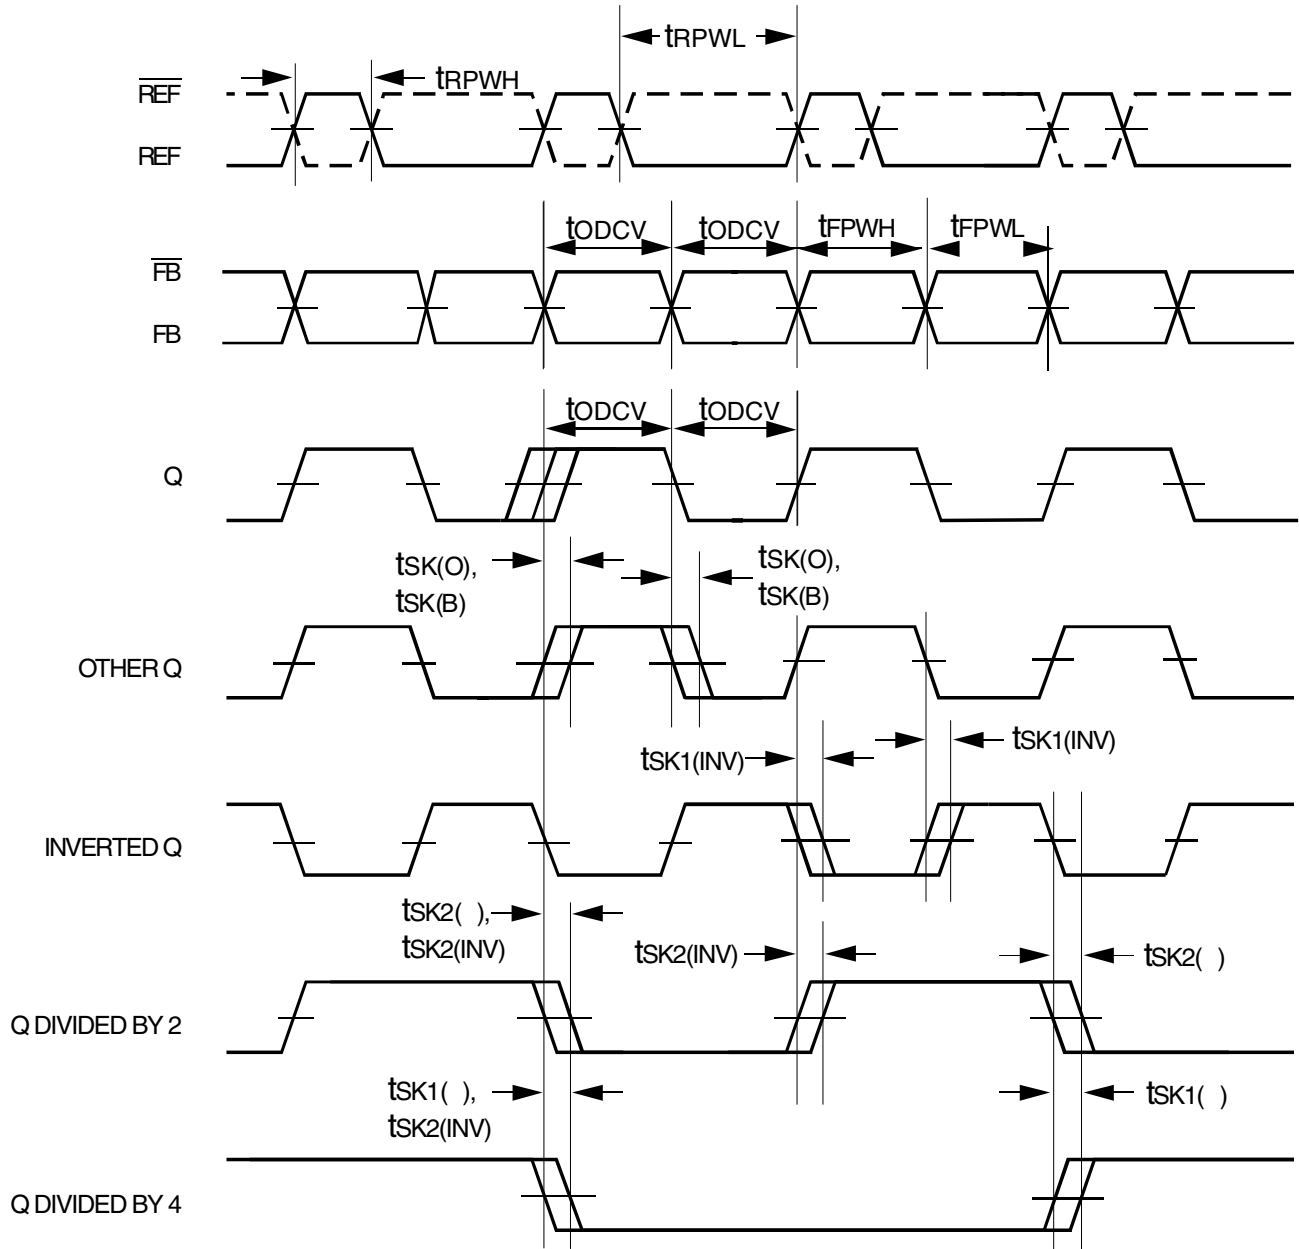 tRPWL
tRPWH
REF
REF
tODCV tODCV tFPWH tFPWL
FB
FB
tODCV tODCV
Q
tSK(O),
tSK(B)
tSK(O),
tSK(B)
OTHER Q
tSK1(INV)
tSK1(INV)
INVERTED Q
tSK2( ),
tSK2(INV)
tSK2(INV)
tSK2( )
Q DIVIDED BY 2
tSK1( ),
tSK2(INV)
tSK1( )
Q DIVIDED BY 4